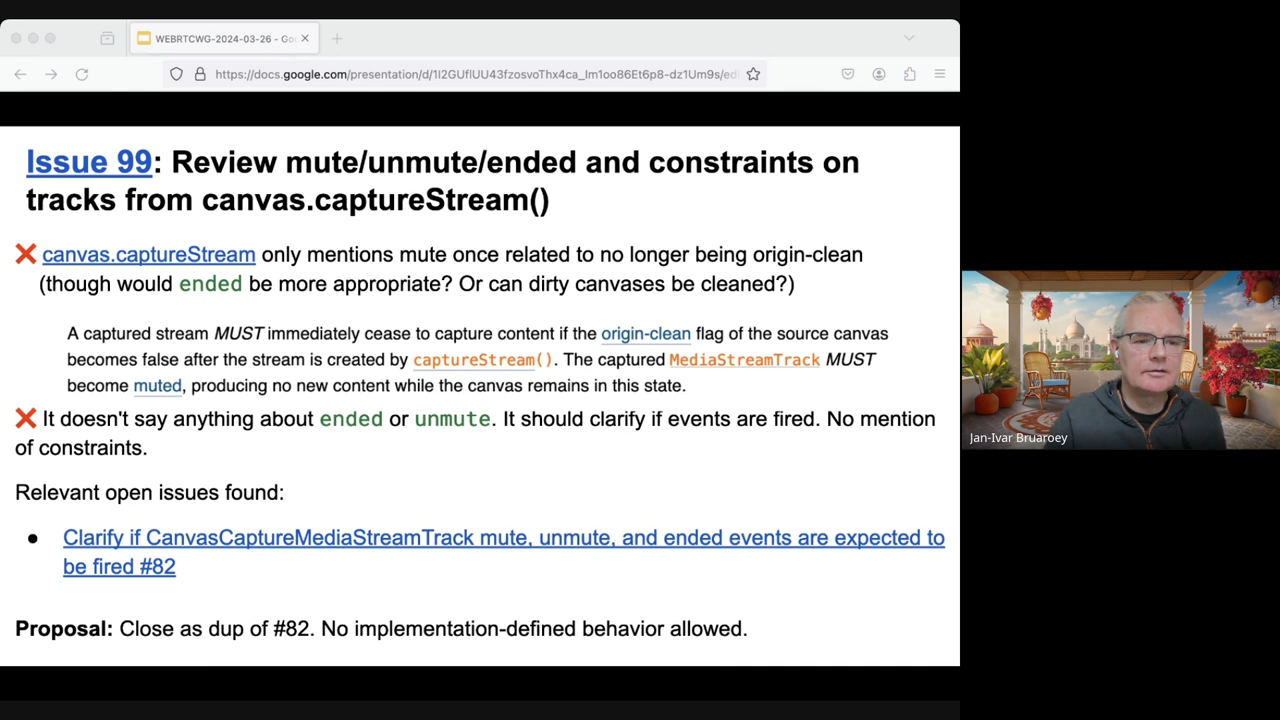 WEBRTCWG-2024-03-26 - Goo
https://docs.google.com/presentation/d/1I2GUfIUU43fzosvoThx4ca_Im1oo86Et6p8-dz1Um9s/edi
Issue 99: Review mute/unmute/ended and constraints on
tracks from canvas.captureStream()
❌ canvas.captureStream only mentions mute once related to no longer being origin-clean
(though would ended be more appropriate? Or can dirty canvases be cleaned?)
A captured stream MUST immediately cease to capture content if the origin-clean flag of the source canvas
becomes false after the stream is created by captureStream(). The captured MediaStreamTrack MUST
become muted, producing no new content while the canvas remains in this state.
❌ It doesn't say anything about ended or unmute. It should clarify if events are fired. No mention
of constraints.
Relevant open issues found:
● Clarify if CanvasCaptureMediaStreamTrack mute, unmute, and ended events are expected to
be fired #82
Proposal: Close as dup of #82. No implementation-defined behavior allowed.
Jan-Ivar Bruaroey